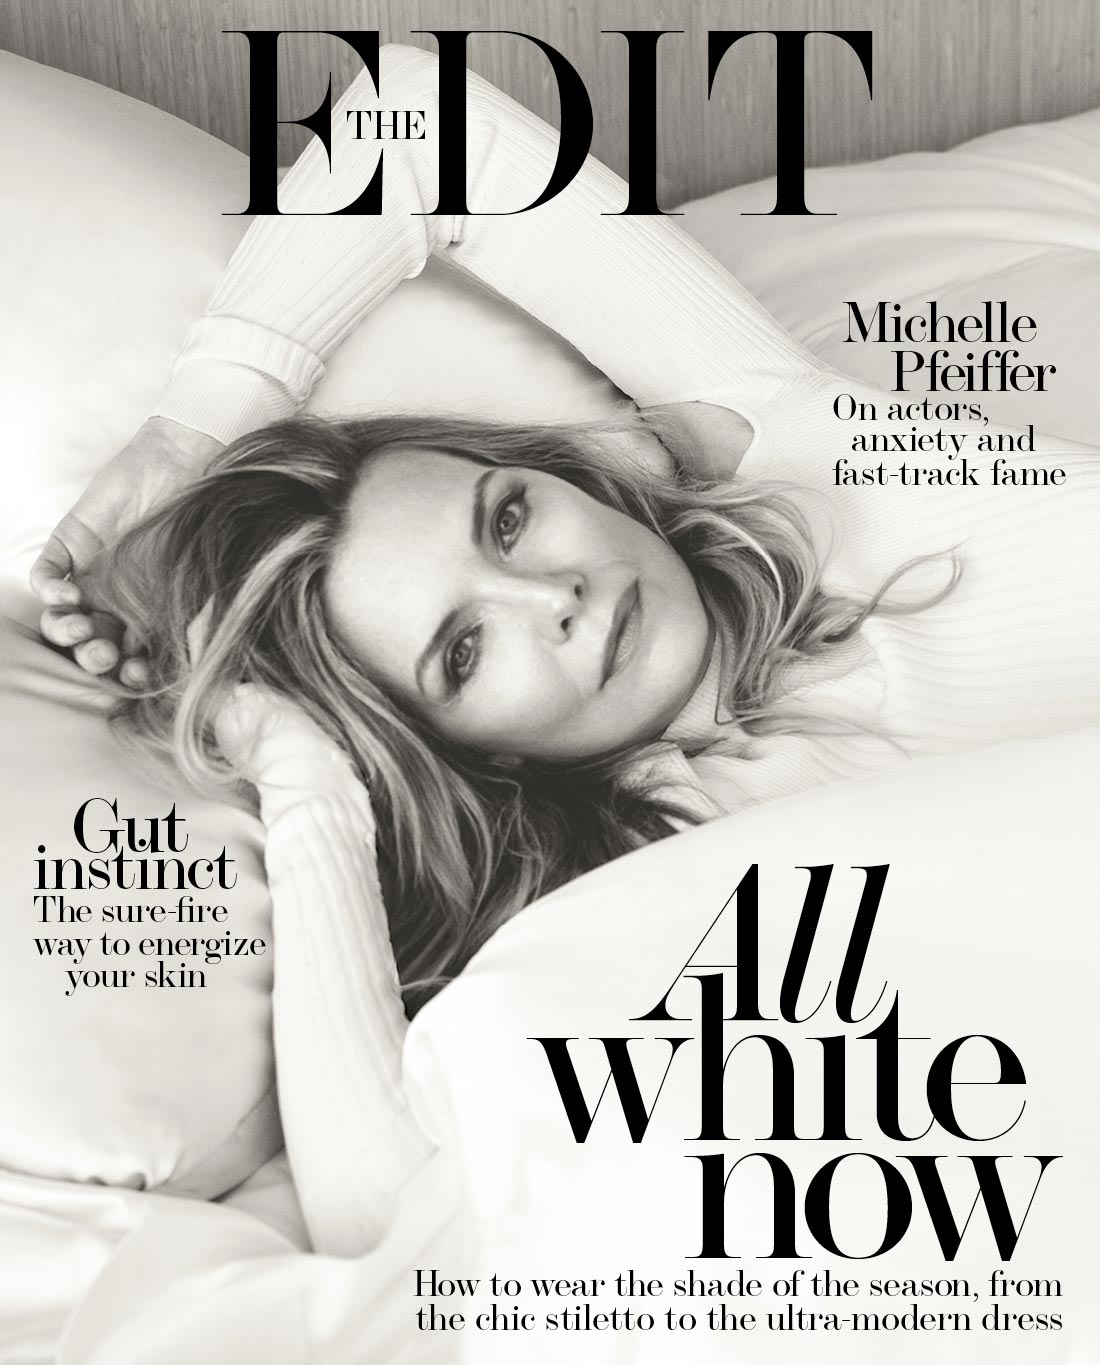 THE EDIT
Michelle
Pfeiffer
On actors,
anxiety and
fast-track fame
Gut
instinct
The sure-fire
way to energize
your skin
All
white
now
How to wear the shade of the season, from
the chic stiletto to the ultra-modern dress